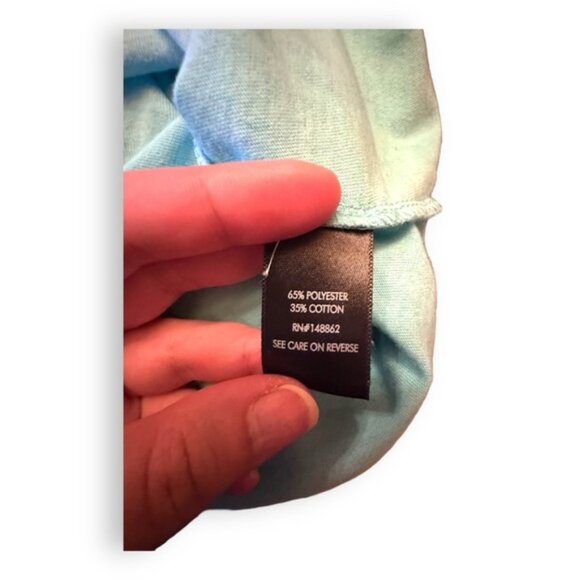 65% POLYESTER
35% COTTON
RN#148862
SEE CARE ON REVERSE